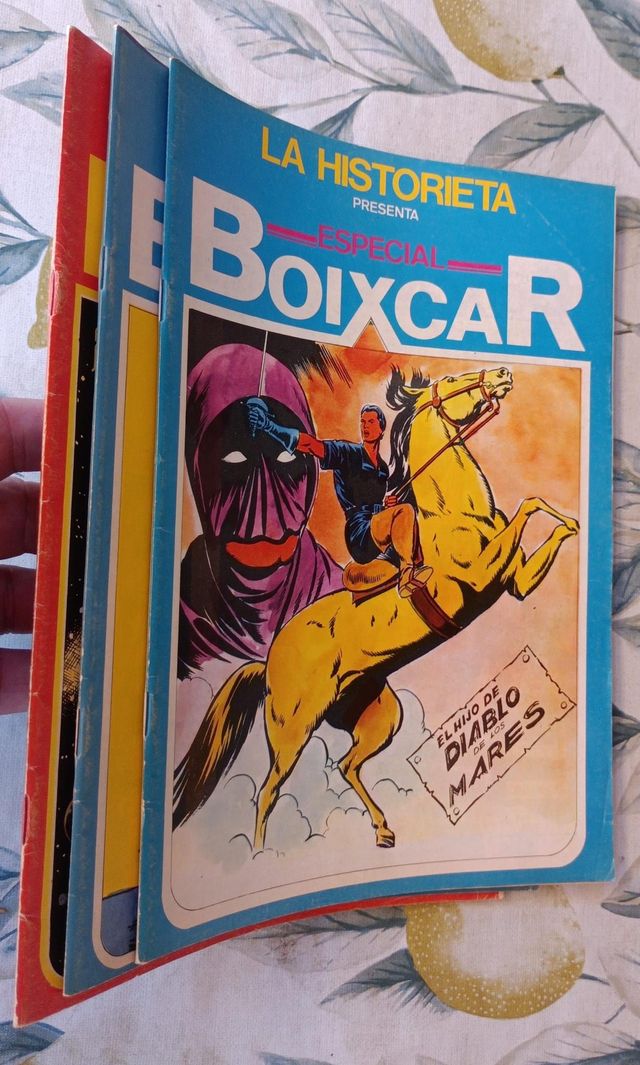 LA HISTORIETA
PRESENTA
ESPECIAL
BOIXCAR
EL HIJO DE
DIABLO
DE LOS
MARES
B